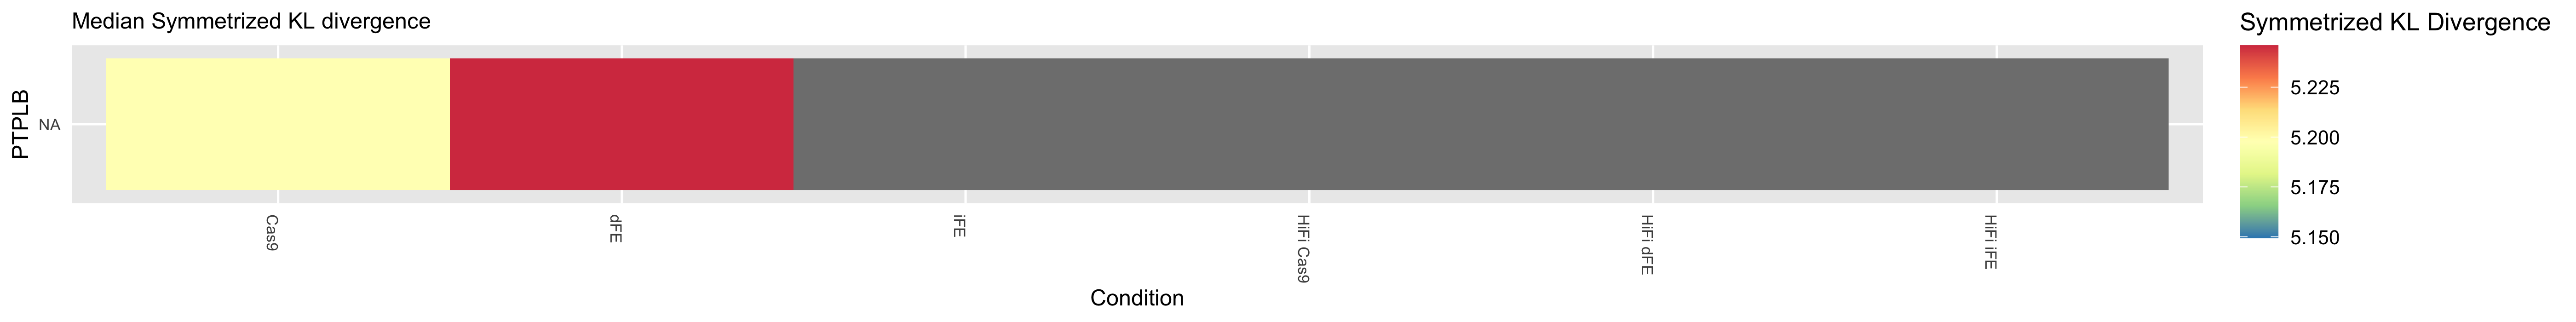 Median Symmetrized KL divergence
PTPLB
NA
Cas9
dFE
iFE
HiFi Cas9
HiFi dFE
HiFi iFE
Condition
Symmetrized KL Divergence
5.225
5.200
5.175
5.150